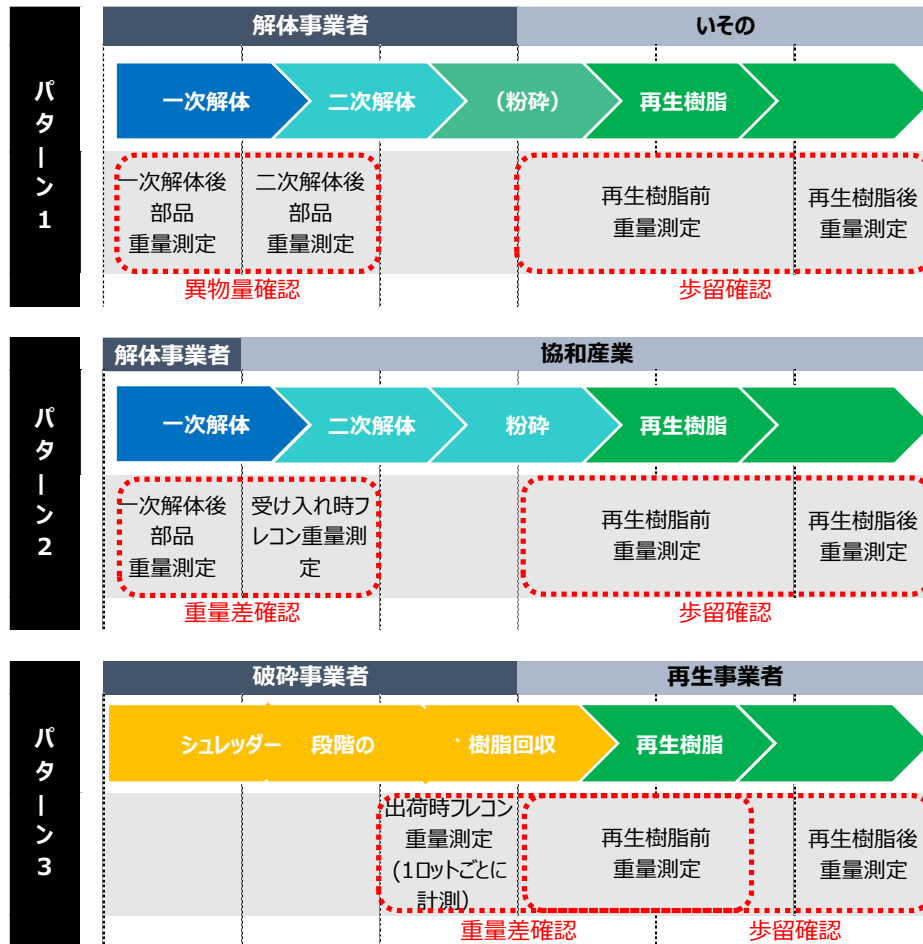 パターン1
解体事業者
いその
一次解体
二次解体
(粉砕)
再生樹脂
一次解体後
部品
重量測定
二次解体後
部品
重量測定
再生樹脂前
重量測定
再生樹脂後
重量測定
異物量確認
歩留確認
パターン2
解体事業者
協和産業
一次解体
二次解体
粉砕
再生樹脂
一次解体後
部品
重量測定
受け入れ時フ
レコン重量測
定
再生樹脂前
重量測定
再生樹脂後
重量測定
重量差確認
歩留確認
パターン3
破砕事業者
再生事業者
シュレッダー
段階の
樹脂回収
再生樹脂
出荷時フレコン
重量測定
(1ロットごとに
計測)
再生樹脂前
重量測定
再生樹脂後
重量測定
重量差確認
歩留確認